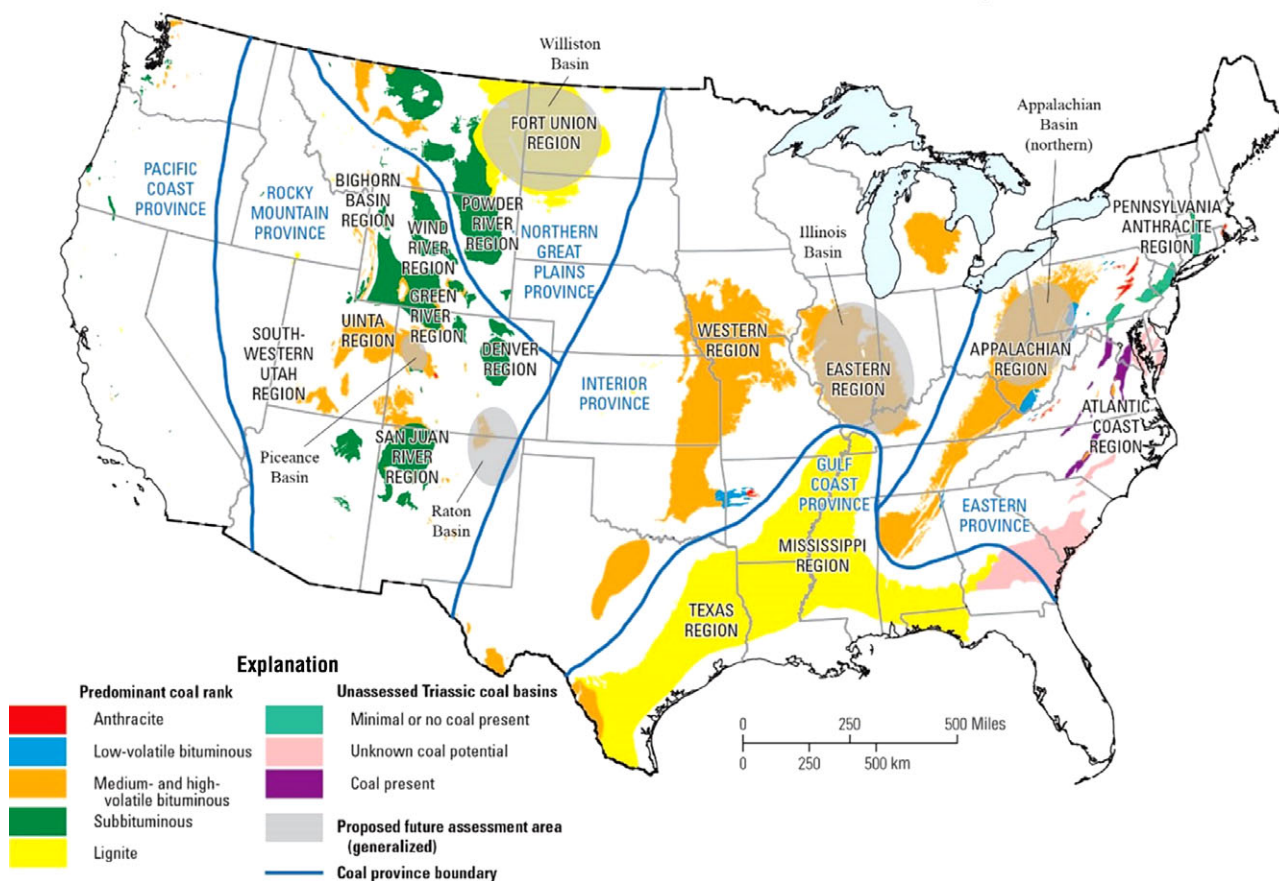 Williston
Basin
Appalachian
Basin
(northern)
FORT UNION
REGION
PACIFIC
COAST
PROVINCE
ROCKY
MOUNTAIN
PROVINCE
BIGHORN
BASIN
REGION
WIND
RIVER
REGION
POWDER
RIVER
REGION
NORTHERN
GREAT
PLAINS
PROVINCE
Illinois
Basin
PENNSYLVANIA
ANTHRACITE
REGION
GREEN
RIVER
REGION
UINTA
REGION
SOUTH-
WESTERN
UTAH
REGION
DENVER
REGION
WESTERN
REGION
EASTERN
REGION
APPALACHIAN
REGION
INTERIOR
PROVINCE
ATLANTIC
COAST
REGION
SAN JUAN
RIVER
REGION
Piceance
Basin
Raton
Basin
GULF
COAST
PROVINCE
EASTERN
PROVINCE
MISSISSIPPI
REGION
TEXAS
REGION
Explanation
Predominant coal rank
Anthracite
Low-volatile bituminous
Medium- and high-
volatile bituminous
Subbituminous
Lignite
Unassessed Triassic coal basins
Minimal or no coal present
Unknown coal potential
Coal present
Proposed future assessment area
(generalized)
Coal province boundary
0 250 500 Miles
0 250 500 km